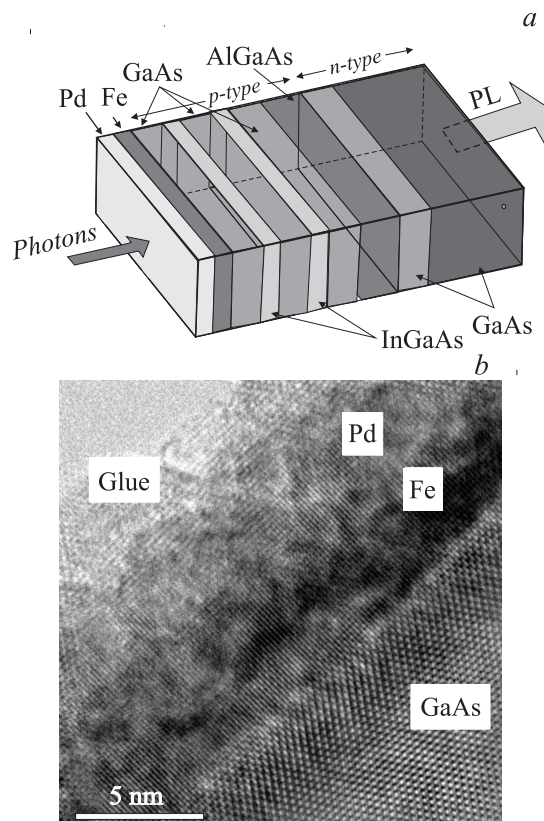 a
AlGaAs
GaAs
n-type
Pd Fe
p-type
PL
Photons
GaAs
InGaAs
b
Pd
Glue
Fe
GaAs
5 nm